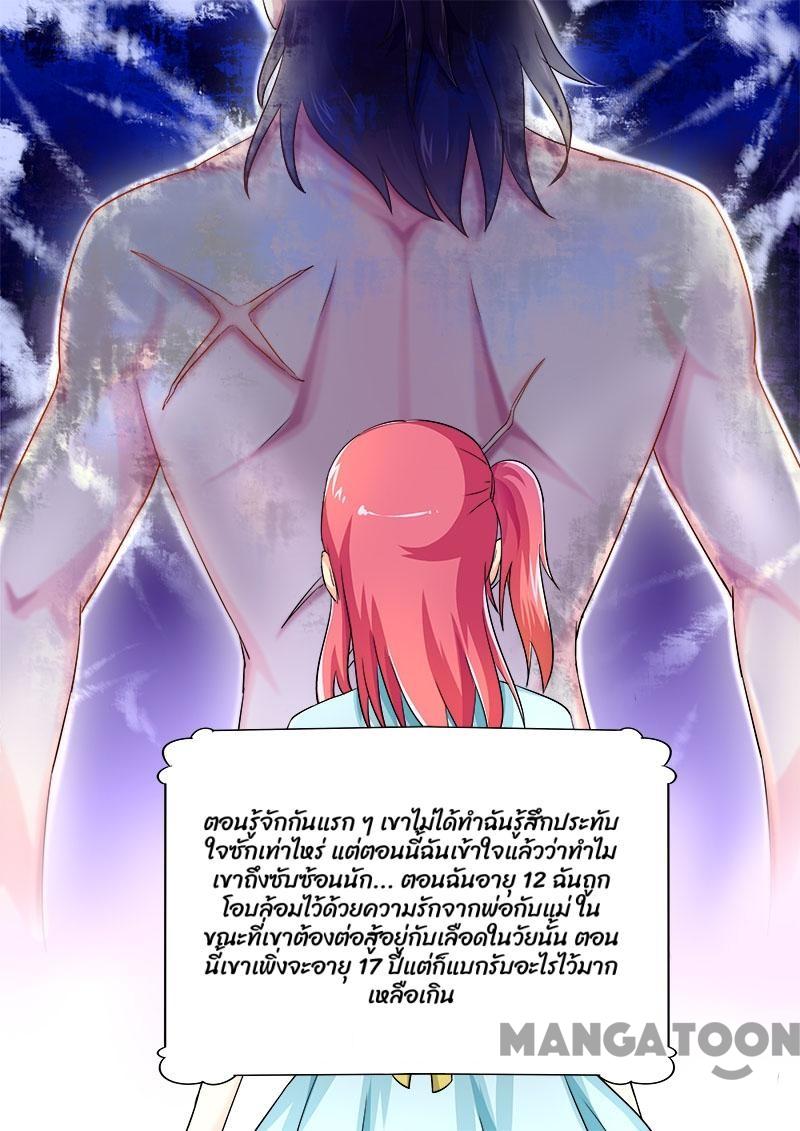 ตอนรู้จักกันแรก ๆ เขาไม่ได้ทำฉันรู้สึกประทับ
ใจซักเท่าไหร่ แต่ตอนนี้ฉันเข้าใจแล้วว่าทำไม
เขาถึงซับซ้อนนัก... ตอนฉันอายุ 12 ฉันถูก
โอบล้อมไว้ด้วยความรักจากพ่อกับแม่ ใน
ขณะที่เขาต้องต่อสู้อยู่กับเลือดในวัยนั้น ตอน
นี้เขาเพิ่งจะอายุ 17 ปีแต่ก็แบกรับอะไรไว้มาก
เหลือเกิน
MANGATOON